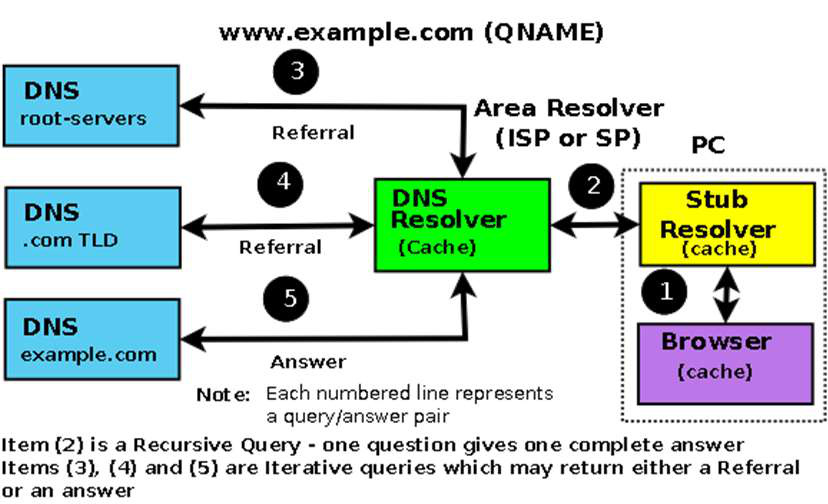 www.example.com (QNAME)
3
DNS
root-servers
Referral
Area Resolver
(ISP or SP)
PC
4
DNS
.com TLD
Referral
DNS
Resolver
(Cache)
2
Stub
Resolver
(cache)
1
5
DNS
example.com
Answer
Browser
(cache)
Note: Each numbered line represents
a query/answer pair
Item (2) is a Recursive Query - one question gives one complete answer
Items (3), (4) and (5) are Iterative queries which may return either a Referral
or an answer